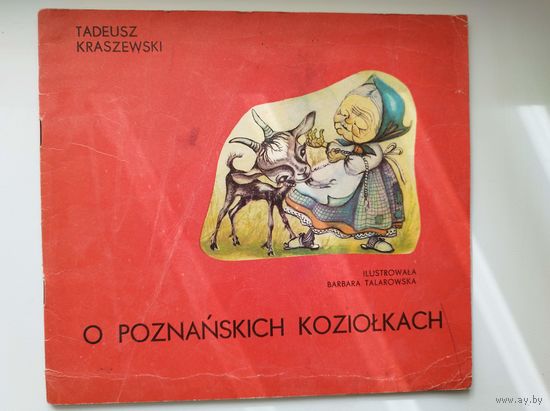 TADEUSZ
KRASZEWSKI
ILUSTROWAŁA
BARBARA TALAROWSKA
O POZNAŃSKICH KOZIOŁKACH
www.ay.by